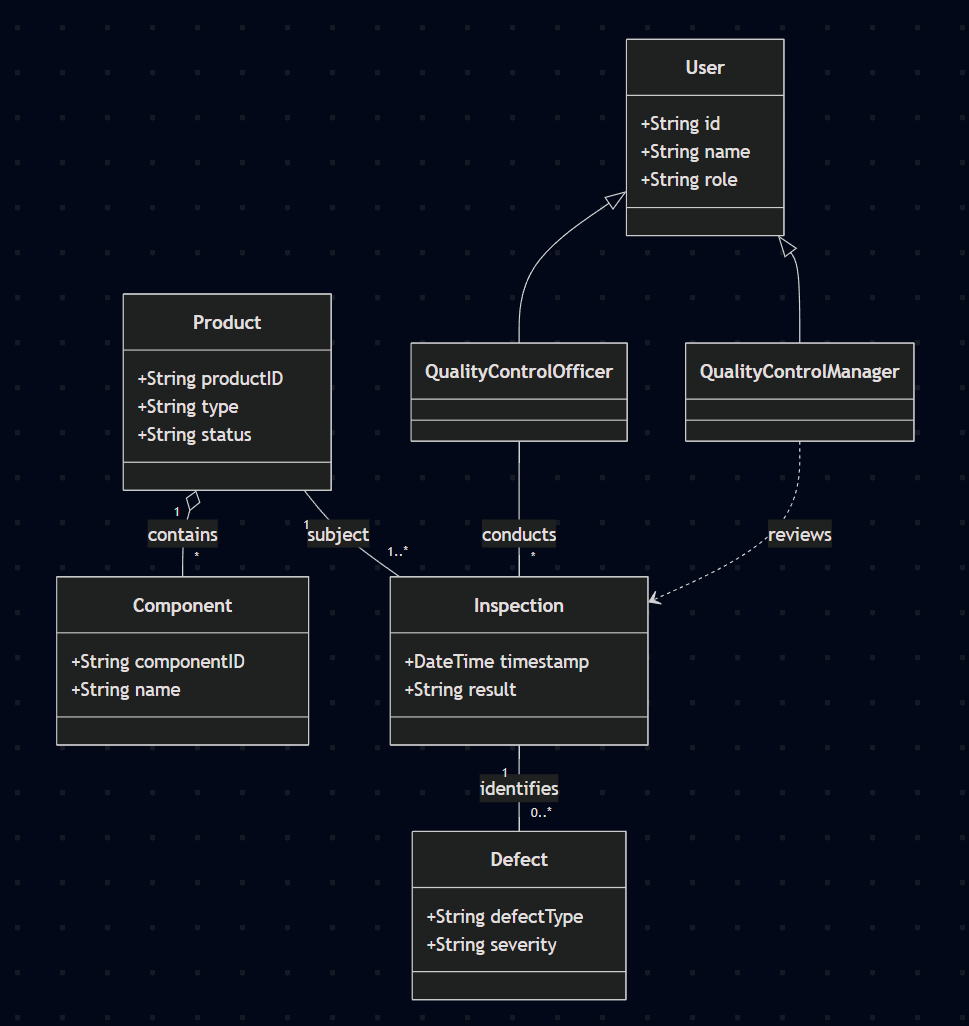 User
+String id
+String name
+String role
Product
+String productID
+String type
+String status
QualityControlOfficer
QualityControlManager
1
contains
*
1
subject
1..*
conducts
*
reviews
Component
+String componentID
+String name
Inspection
+DateTime timestamp
+String result
1
identifies
0..*
Defect
+String defectType
+String severity